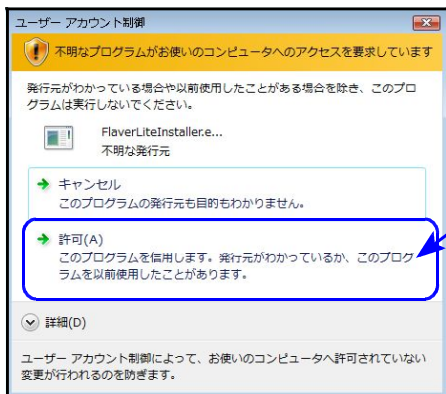 ユーザー アカウント制御
不明なプログラムがお使いのコンピュータへのアクセスを要求しています
発行元がわかっている場合や以前使用したことがある場合を除き、このプロ
グラムは実行しないでください。
FlaverLiteInstaller.e...
不明な発行元
キャンセル
このプログラムの発行元も目的もわかりません。
許可(A)
このプログラムを信用します。発行元がわかっているか、このプログ
ラムを以前使用したことがあります。
詳細(D)
ユーザー アカウント制御によって、お使いのコンピュータへ許可されていない
変更が行われるのを防ぎます。